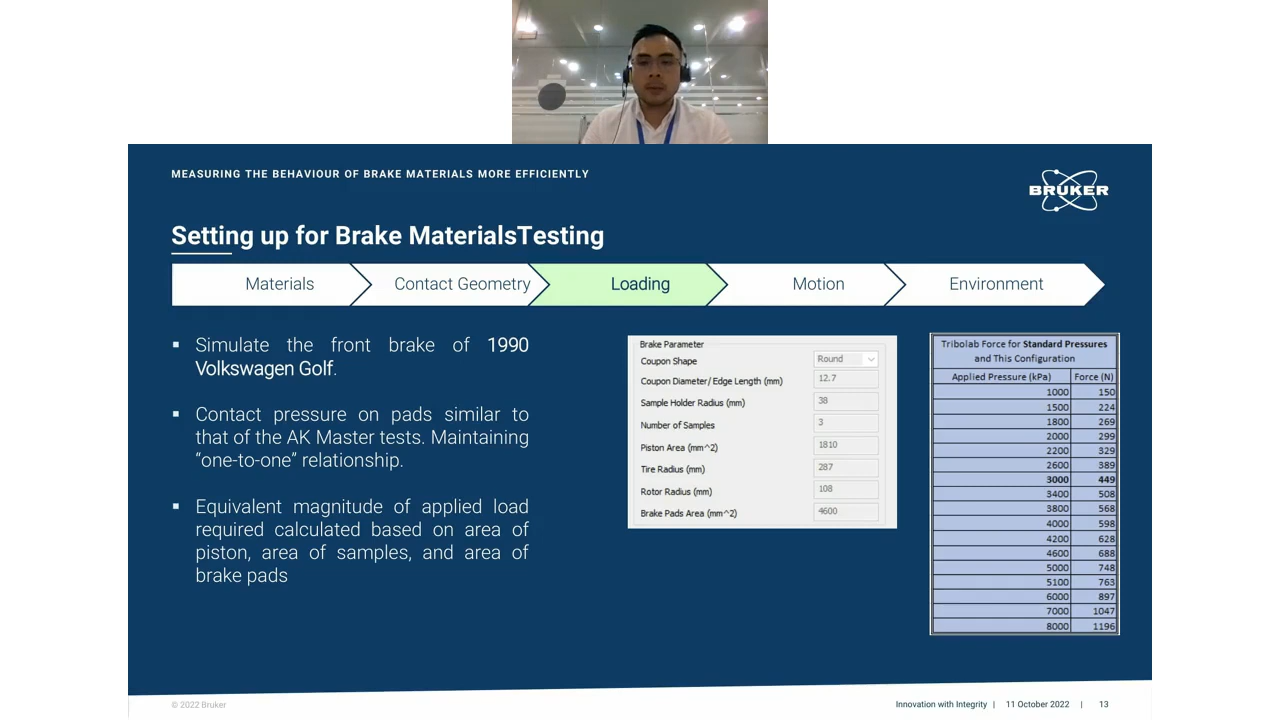 MEASURING THE BEHAVIOUR OF BRAKE MATERIALS MORE EFFICIENTLY
BRUKER
Setting up for Brake MaterialsTesting
Materials
Contact Geometry
Loading
Motion
Environment
▪ Simulate the front brake of 1990
Volkswagen Golf.
▪ Contact pressure on pads similar to
that of the AK Master tests. Maintaining
“one-to-one” relationship.
▪ Equivalent magnitude of applied load
required calculated based on area of
piston, area of samples, and area of
brake pads
Brake Parameter
Coupon Shape Round
Coupon Diameter/ Edge Length (mm) 12.7
Sample Holder Radius (mm) 38
Number of Samples 3
Piston Area (mm^2) 1810
Tire Radius (mm) 287
Rotor Radius (mm) 108
Brake Pads Area (mm^2) 4600
Tribolab Force for Standard Pressures
and This Configuration
Applied Pressure (kPa) Force (N)
1000 150
1500 224
1800 269
2000 299
2200 329
2600 389
3000 449
3400 508
3800 568
4000 598
4200 628
4600 688
5000 748
5100 763
6000 897
7000 1047
8000 1196
© 2022 Bruker
Innovation with Integrity | 11 October 2022 | 13